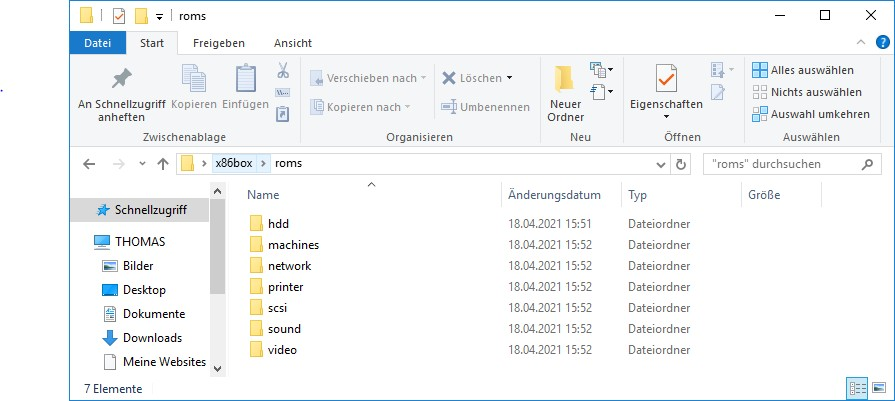 roms
Datei Start Freigeben Ansicht
An Schnellzugriff anheften
Kopieren
Einfügen
Zwischenablage
Verschieben nach
Kopieren nach
Löschen
Umbenennen
Organisieren
Neuer Ordner
Neu
Eigenschaften
Öffnen
Alles auswählen
Nichts auswählen
Auswahl umkehren
Auswählen
x86box roms
"roms" durchsuchen
Schnellzugriff
THOMAS
Bilder
Desktop
Dokumente
Downloads
Meine Websites
Name Änderungsdatum Typ Größe
hdd 18.04.2021 15:51 Dateiordner
machines 18.04.2021 15:52 Dateiordner
network 18.04.2021 15:52 Dateiordner
printer 18.04.2021 15:52 Dateiordner
scsi 18.04.2021 15:52 Dateiordner
sound 18.04.2021 15:52 Dateiordner
video 18.04.2021 15:52 Dateiordner
7 Elemente